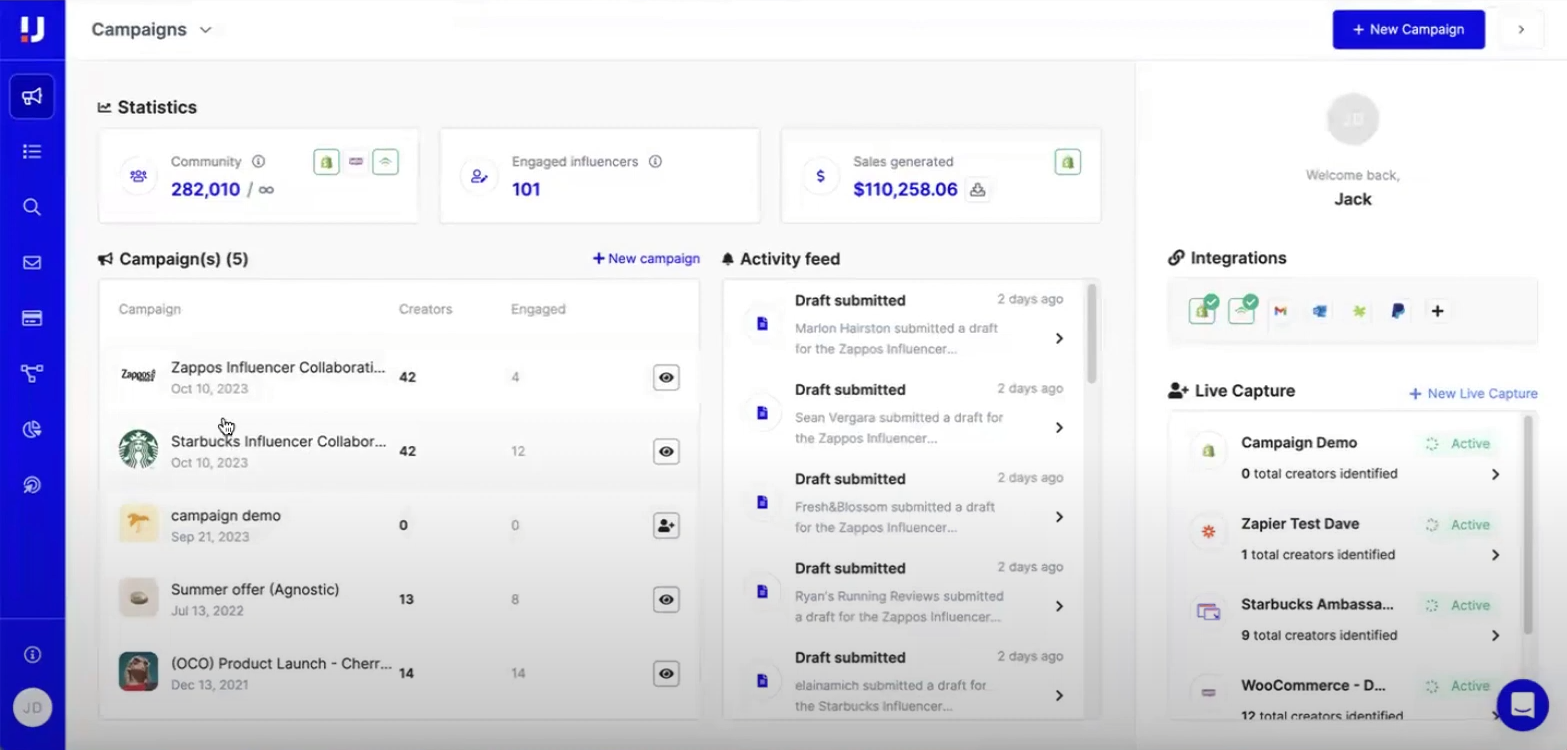 Campaigns
+ New Campaign
Statistics
Community
282,010 / ∞
Engaged influencers
101
Sales generated
$ $110,258.06
JD
Welcome back,
Jack
Campaign(s) (5)
+ New campaign
Campaign Creators Engaged
Zappos Zappos Influencer Collaborati... 42 4
Oct 10, 2023
Starbucks Influencer Collabor... 42 12
Oct 10, 2023
campaign demo 0 0
Sep 21, 2023
Summer offer (Agnostic) 13 8
Jul 13, 2022
(OCO) Product Launch - Cherr... 14 14
Dec 13, 2021
Activity feed
Draft submitted 2 days ago
Marlon Hairston submitted a draft
for the Zappos Influencer...
Draft submitted 2 days ago
Sean Vergara submitted a draft for
the Zappos Influencer...
Draft submitted 2 days ago
Fresh&Blossom submitted a draft
for the Zappos Influencer...
Draft submitted 2 days ago
Ryan's Running Reviews submitted
a draft for the Zappos Influencer...
Draft submitted 2 days ago
elainamich submitted a draft for
the Starbucks Influencer...
Integrations
Live Capture
+ New Live Capture
Campaign Demo Active
0 total creators identified
Zapier Test Dave Active
1 total creators identified
Starbucks Ambassa... Active
9 total creators identified
WooCommerce - D... Active
12 total creators identified
JD